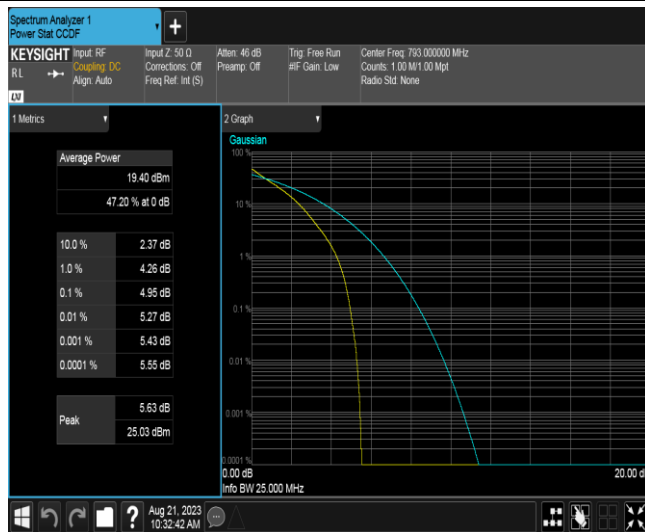 Spectrum Analyzer 1
Power Stat CCDF
+
KEYSIGHT
RL
LXI
Input: RF
Coupling: DC
Align: Auto
Input Z: 50 Ω
Corrections: Off
Freq Ref: Int (S)
Atten: 46 dB
Preamp: Off
Trig: Free Run
#IF Gain: Low
Center Freq: 793.000000 MHz
Counts: 1.00 M/1.00 Mpt
Radio Std: None
1 Metrics
Average Power
19.40 dBm
47.20 % at 0 dB
10.0 % 2.37 dB
1.0 % 4.26 dB
0.1 % 4.95 dB
0.01 % 5.27 dB
0.001 % 5.43 dB
0.0001 % 5.55 dB
Peak
5.63 dB
25.03 dBm
2 Graph
Gaussian
100 %
10 %
1 %
0.1 %
0.01 %
0.001 %
0.0001 %
0.00 dB
20.00 d
Info BW 25.000 MHz
?
Aug 21, 2023
10:32:42 AM